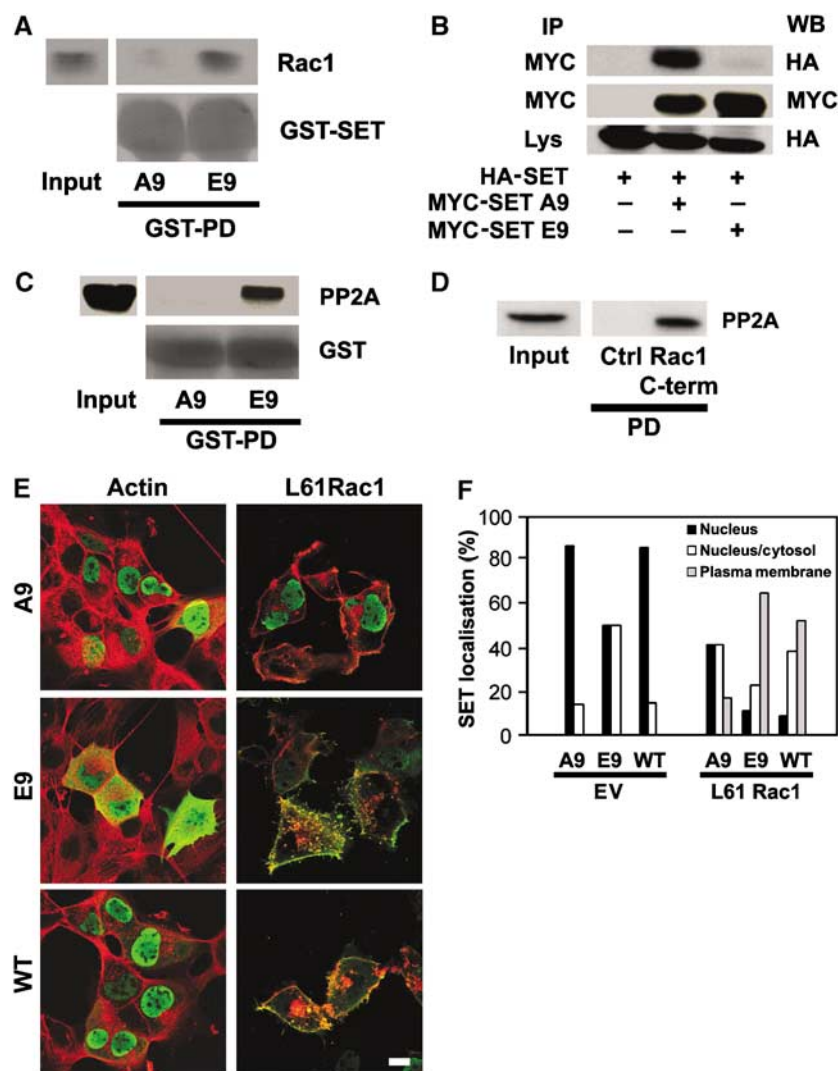 A
Rac1
GST-SET
Input A9 E9
GST-PD
B
IP WB
MYC HA
MYC MYC
Lys HA
HA-SET + + +
MYC-SET A9 – + –
MYC-SET E9 – – +
C
PP2A
GST
Input A9 E9
GST-PD
D
PP2A
Input Ctrl Rac1
C-term
PD
E
Actin L61Rac1
A9
E9
WT
F
100
80
60
40
20
0
SET localisation (%)
Nucleus
Nucleus/cytosol
Plasma membrane
A9 E9 WT A9 E9 WT
EV L61 Rac1